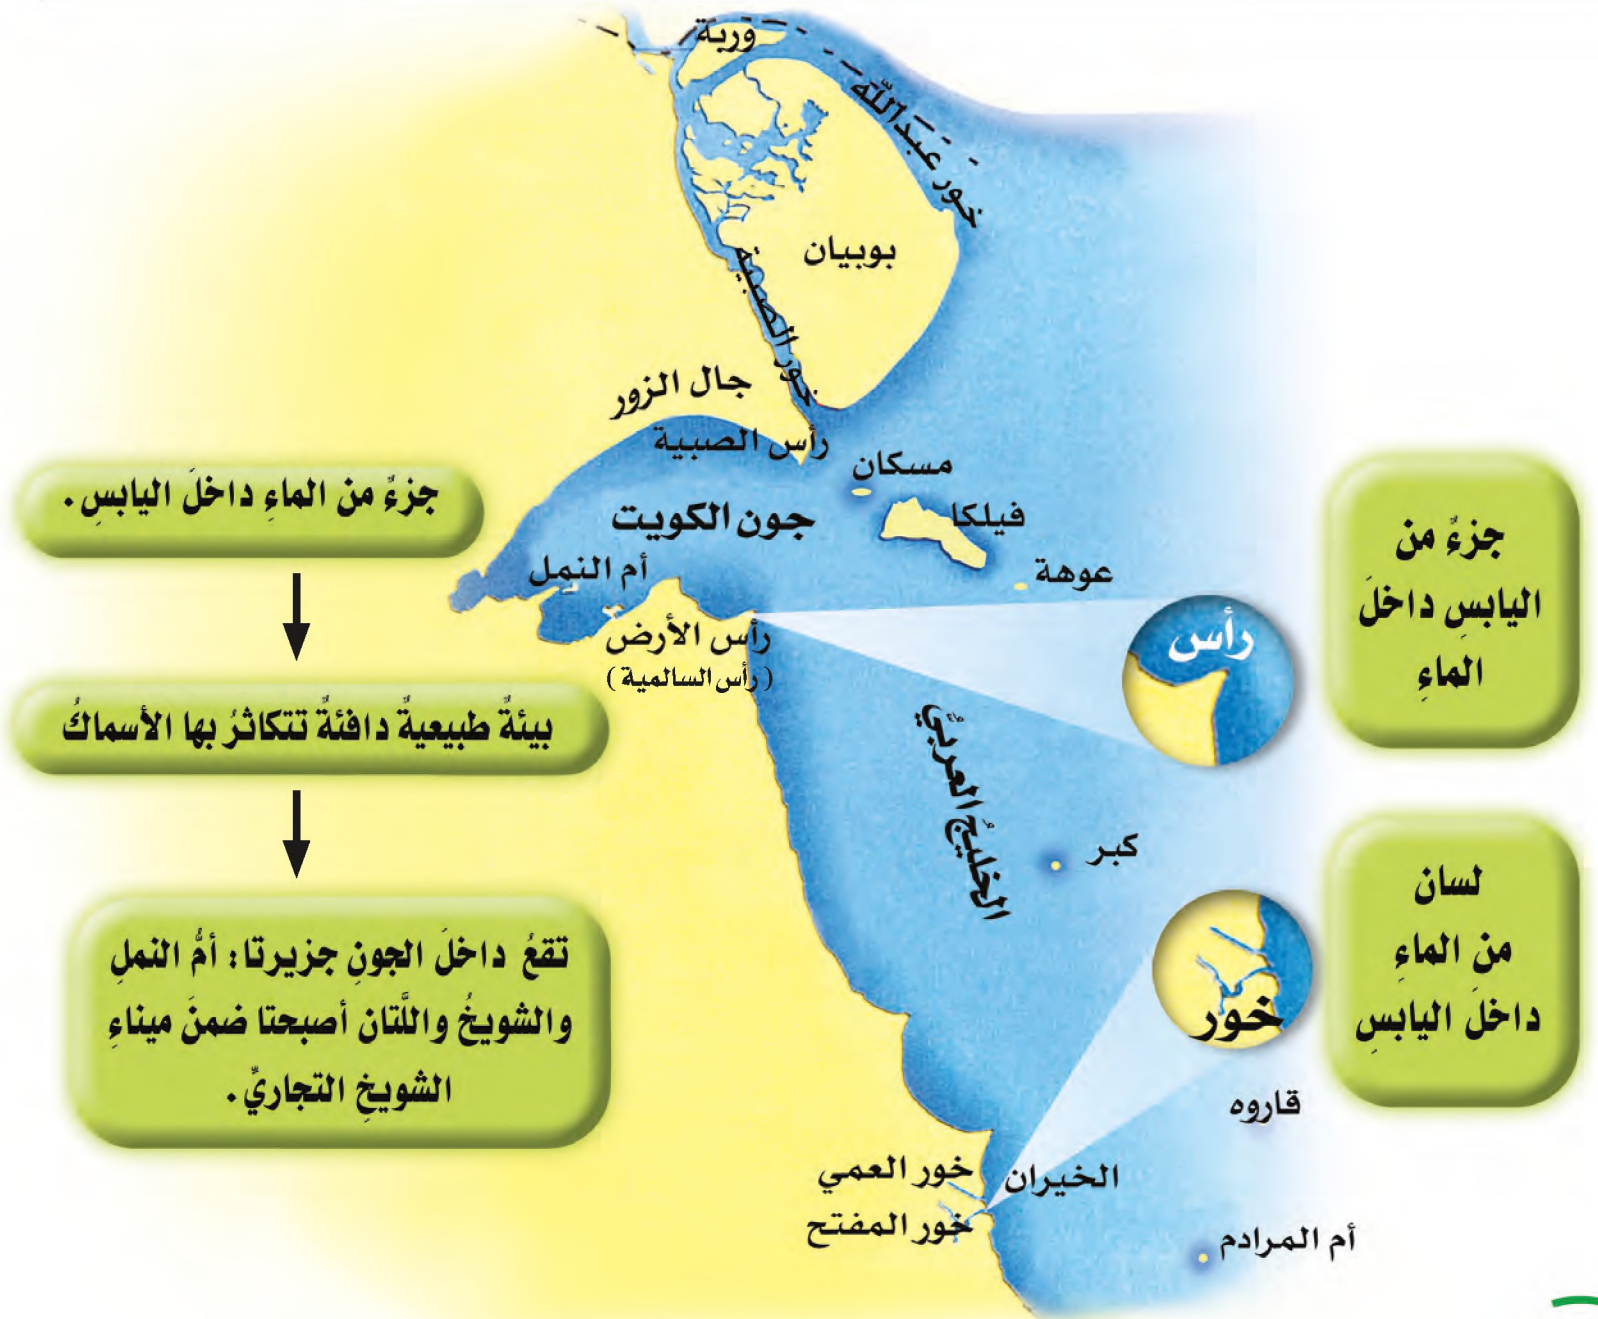 وربة
خور عبدالله
بوبيان
خور الصبية
جال الزور
رأس الصبية
مسكان
فيلكا
عوهة
جون الكويت
أم النمل
رأس الأرض
(رأس السالمية)
رأس
جزءٌ من
اليابسِ داخلَ
الماءِ
جزءٌ من الماءِ داخلَ اليابسِ.
بيئةٌ طبيعيةٌ دافئةٌ تتكاثرُ بها الأسماكُ
تقعُ داخلَ الجونِ جزيرتا: أمُّ النملِ
والشويخُ واللَّتان أصبحتا ضمنَ ميناءِ
الشويخِ التجاريِّ.
الخليجُ العربيُّ
كبر
لسان
من الماءِ
داخلَ اليابسِ
خور
قاروه
خور العمي
الخيران
خور المفتح
أم المرادم